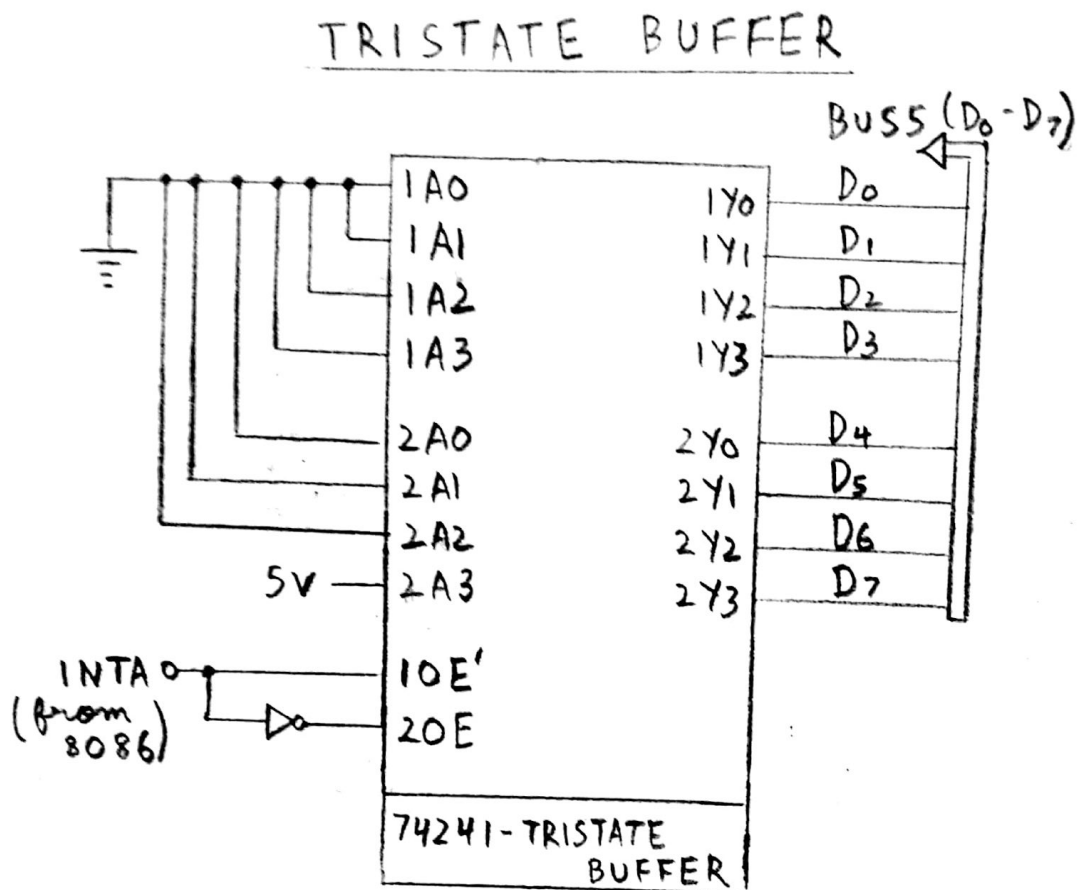 TRISTATE BUFFER
BUS5 (D0-D7)
1A0
1A1
1A2
1A3
2A0
2A1
2A2
5V
2A3
INTA
(from
8086)
1OE'
2OE
1Y0
1Y1
1Y2
1Y3
2Y0
2Y1
2Y2
2Y3
D0
D1
D2
D3
D4
D5
D6
D7
74241-TRISTATE
BUFFER